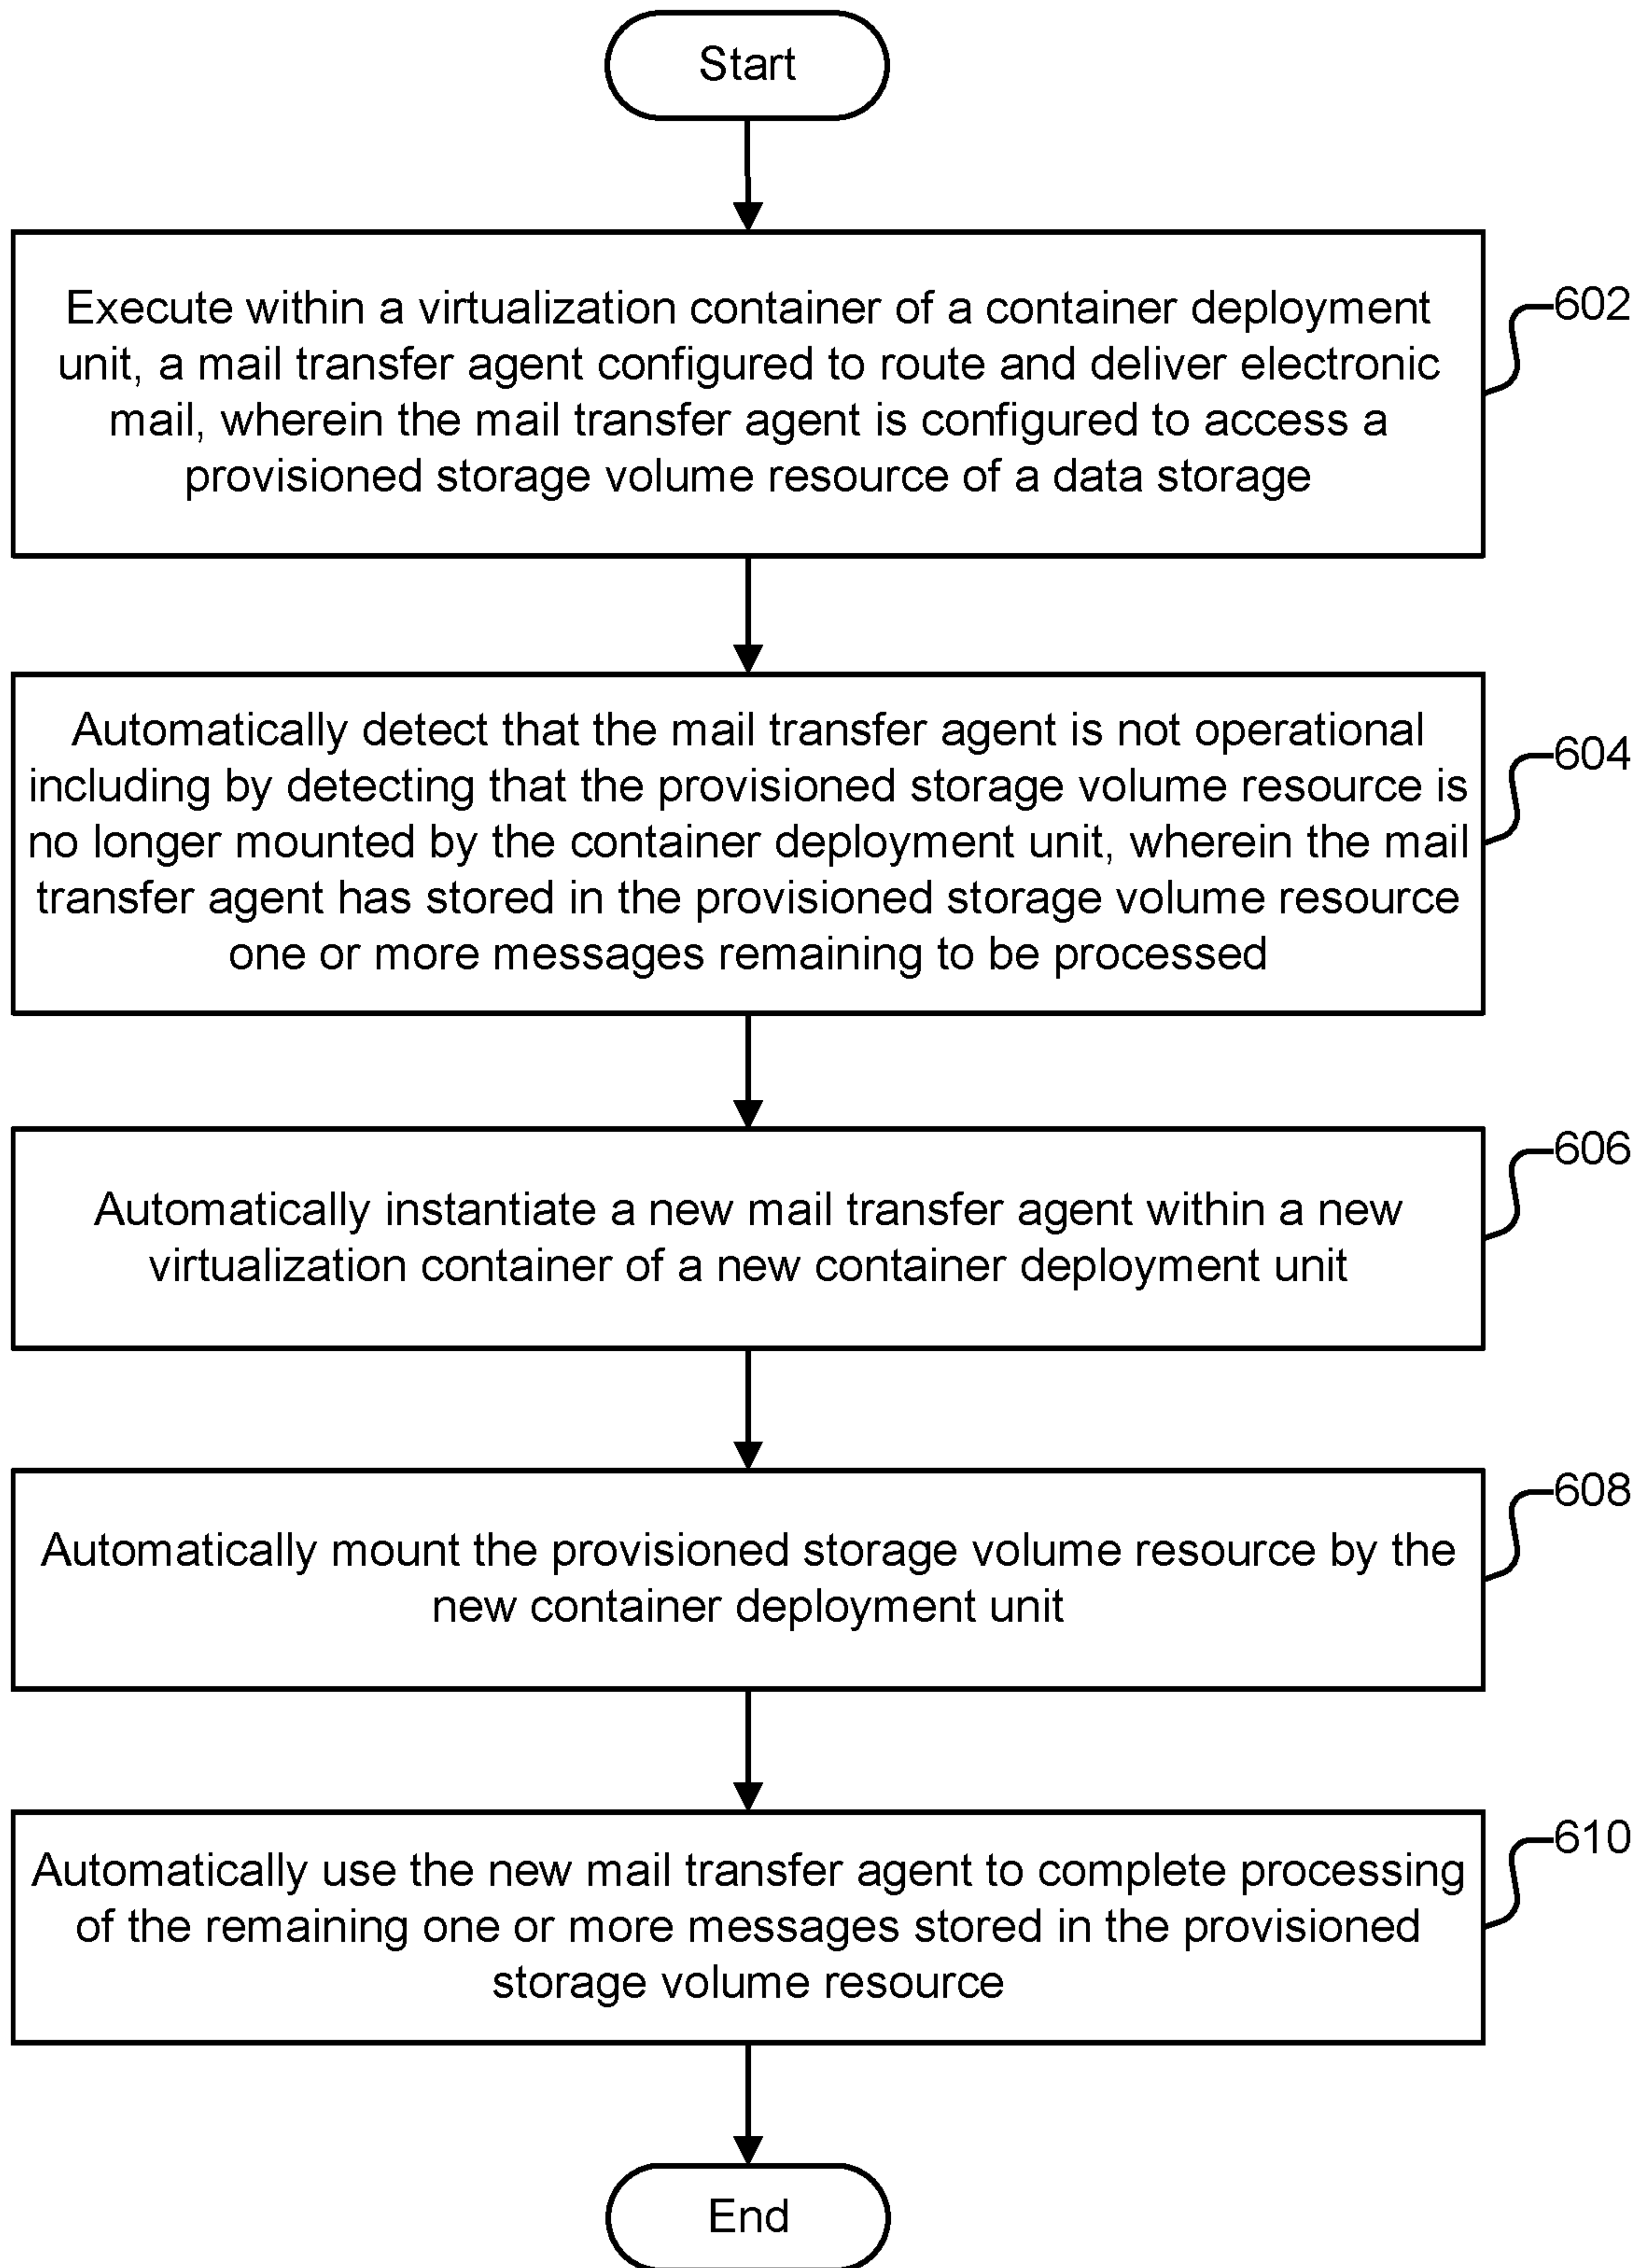 Start
Execute within a virtualization container of a container deployment
unit, a mail transfer agent configured to route and deliver electronic
mail, wherein the mail transfer agent is configured to access a
provisioned storage volume resource of a data storage
602
Automatically detect that the mail transfer agent is not operational
including by detecting that the provisioned storage volume resource is
no longer mounted by the container deployment unit, wherein the mail
transfer agent has stored in the provisioned storage volume resource
one or more messages remaining to be processed
604
Automatically instantiate a new mail transfer agent within a new
virtualization container of a new container deployment unit
606
Automatically mount the provisioned storage volume resource by the
new container deployment unit
608
Automatically use the new mail transfer agent to complete processing
of the remaining one or more messages stored in the provisioned
storage volume resource
610
End